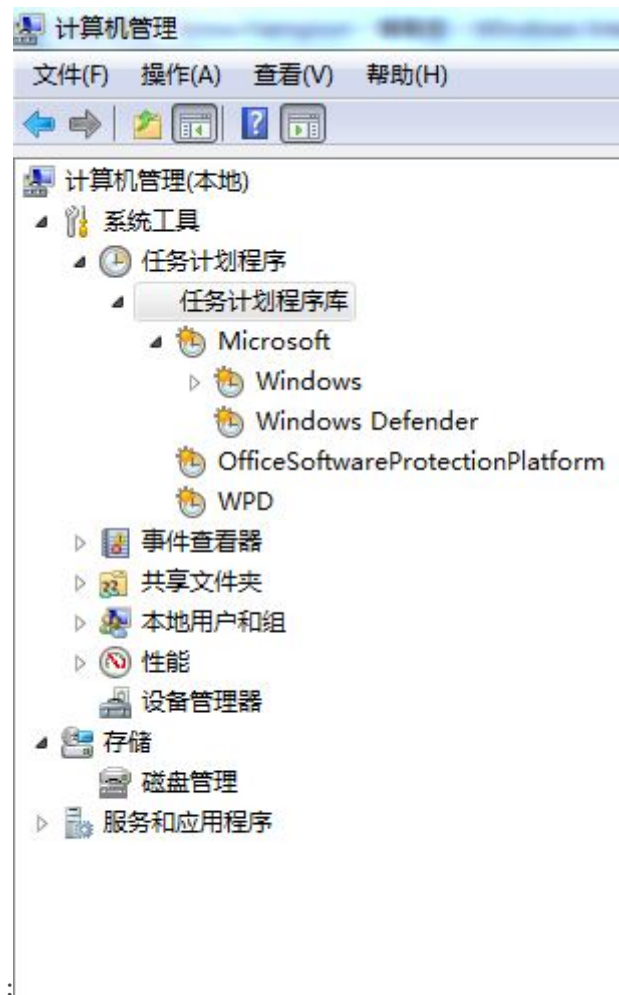 计算机管理
文件(F) 操作(A) 查看(V) 帮助(H)
计算机管理(本地)
系统工具
任务计划程序
任务计划程序库
Microsoft
Windows
Windows Defender
OfficeSoftwareProtectionPlatform
WPD
事件查看器
共享文件夹
本地用户和组
性能
设备管理器
存储
磁盘管理
服务和应用程序
: